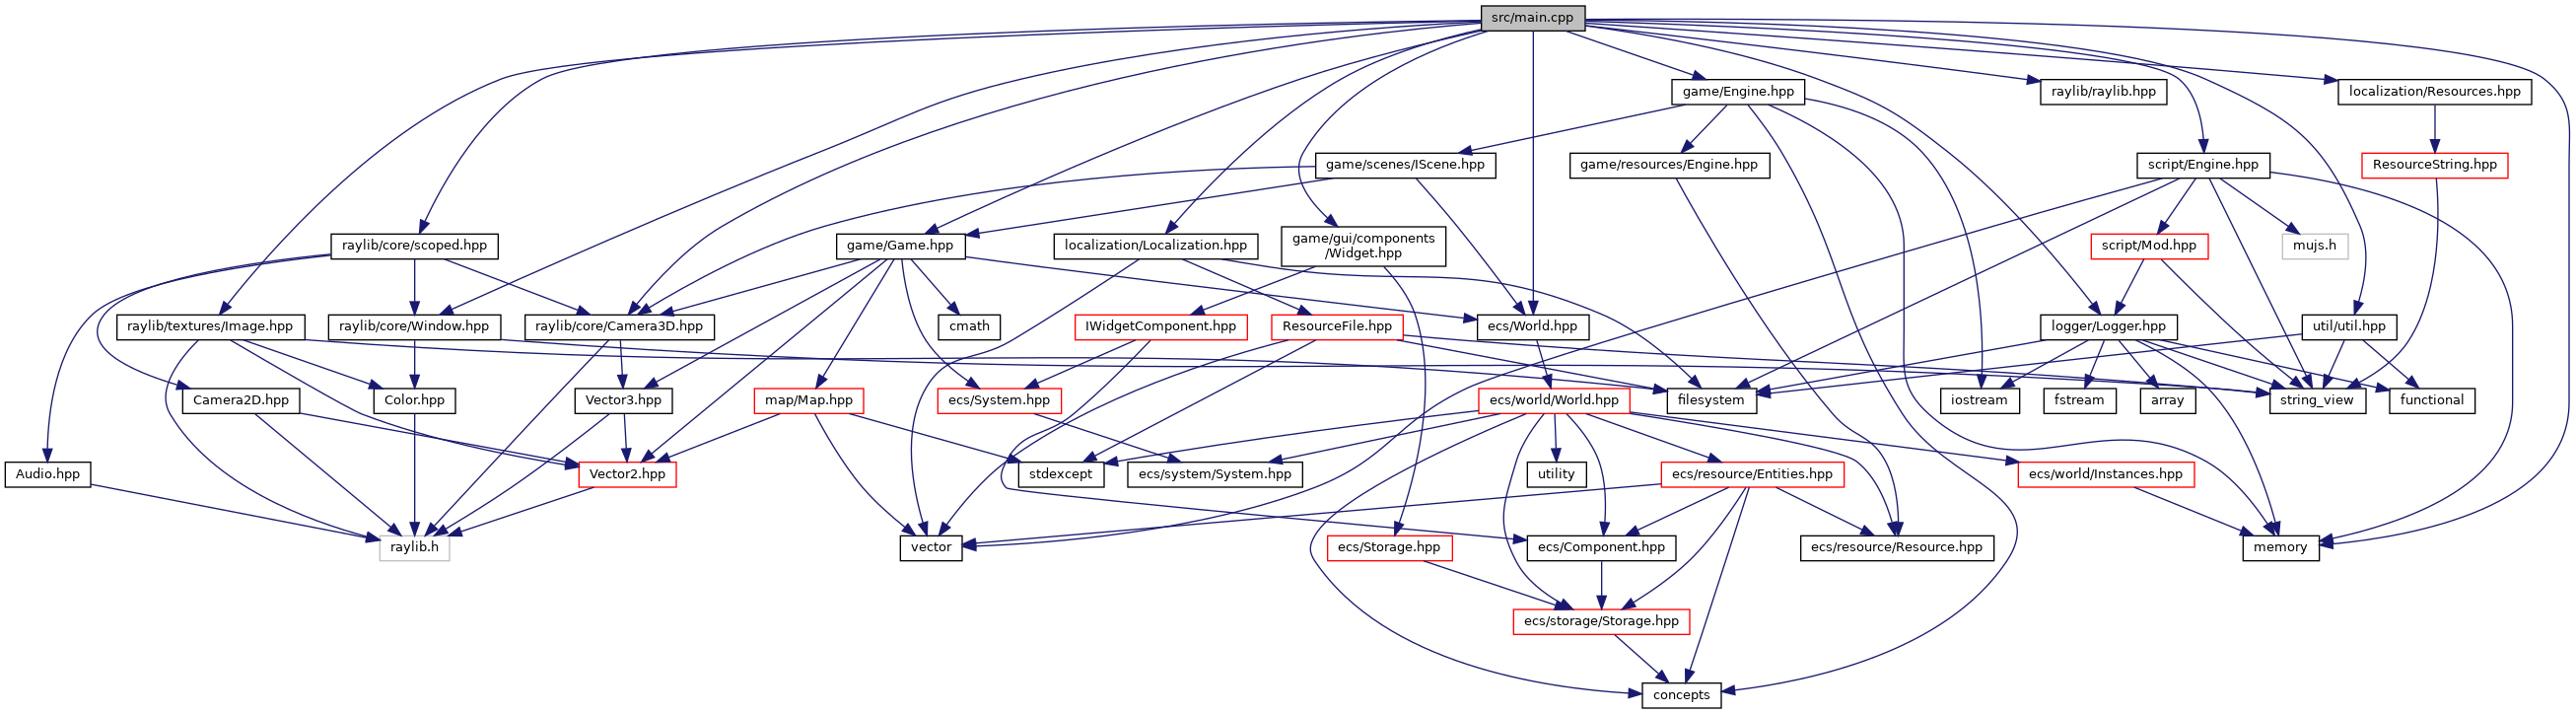 src/main.cpp
game/Engine.hpp
raylib/raylib.hpp
localization/Resources.hpp
game/scenes/IScene.hpp
game/resources/Engine.hpp
script/Engine.hpp
ResourceString.hpp
raylib/core/scoped.hpp
game/Game.hpp
localization/Localization.hpp
game/gui/components
/Widget.hpp
script/Mod.hpp
mujs.h
raylib/textures/Image.hpp
raylib/core/Window.hpp
raylib/core/Camera3D.hpp
cmath
IWidgetComponent.hpp
ResourceFile.hpp
ecs/World.hpp
logger/Logger.hpp
util/util.hpp
Camera2D.hpp
Color.hpp
Vector3.hpp
map/Map.hpp
ecs/System.hpp
ecs/world/World.hpp
filesystem
iostream
fstream
array
string_view
functional
Audio.hpp
Vector2.hpp
stdexcept
ecs/system/System.hpp
utility
ecs/resource/Entities.hpp
ecs/world/Instances.hpp
raylib.h
vector
ecs/Storage.hpp
ecs/Component.hpp
ecs/resource/Resource.hpp
memory
ecs/storage/Storage.hpp
concepts